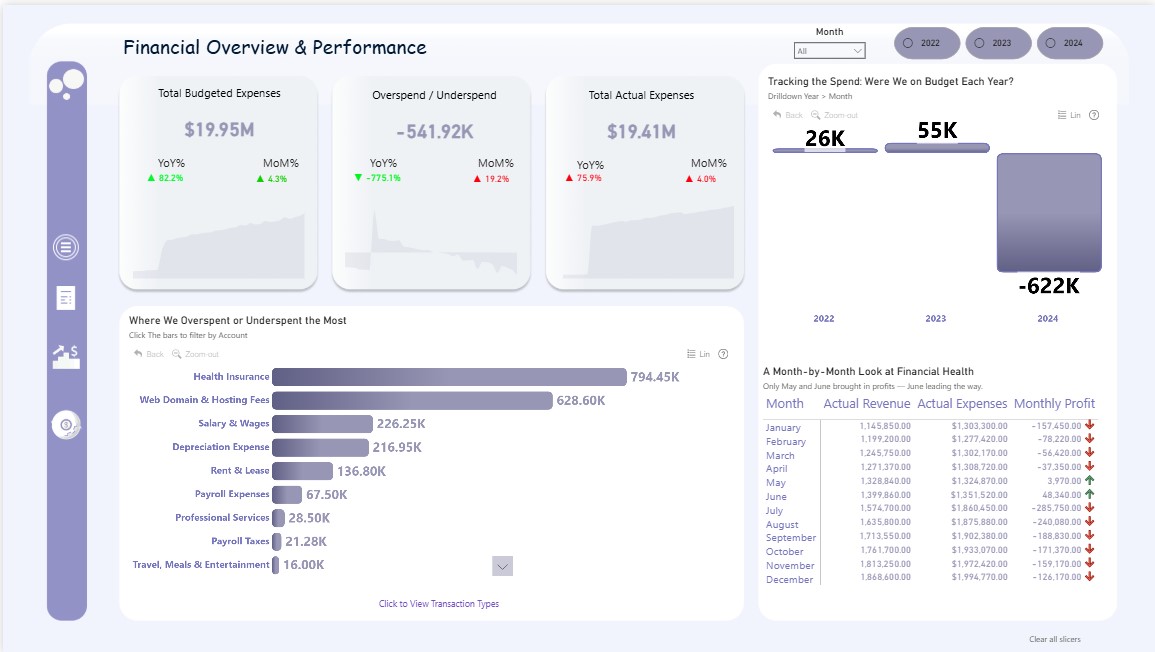 Financial Overview & Performance
Month
All
2022
2023
2024
Total Budgeted Expenses
$19.95M
YoY%
MoM%
▲ 82.2%
▲ 4.3%
Overspend / Underspend
-541.92K
YoY%
MoM%
▼ -775.1%
▲ 19.2%
Total Actual Expenses
$19.41M
YoY%
MoM%
▲ 75.9%
▲ 4.0%
Tracking the Spend: Were We on Budget Each Year?
Drilldown Year > Month
Back
Zoom-out
Lin
?
26K
55K
-622K
2022
2023
2024
Where We Overspent or Underspent the Most
Click The bars to filter by Account
Back
Zoom-out
Lin
?
Health Insurance 794.45K
Web Domain & Hosting Fees 628.60K
Salary & Wages 226.25K
Depreciation Expense 216.95K
Rent & Lease 136.80K
Payroll Expenses 67.50K
Professional Services 28.50K
Payroll Taxes 21.28K
Travel, Meals & Entertainment 16.00K
Click to View Transaction Types
A Month-by-Month Look at Financial Health
Only May and June brought in profits — June leading the way.
Month Actual Revenue Actual Expenses Monthly Profit
January 1,145,850.00 $1,303,300.00 -157,450.00
February 1,199,200.00 $1,277,420.00 -78,220.00
March 1,245,750.00 $1,302,170.00 -56,420.00
April 1,271,370.00 $1,308,720.00 -37,350.00
May 1,328,840.00 $1,324,870.00 3,970.00
June 1,399,860.00 $1,351,520.00 48,340.00
July 1,574,700.00 $1,860,450.00 -285,750.00
August 1,635,800.00 $1,875,880.00 -240,080.00
September 1,713,550.00 $1,902,380.00 -188,830.00
October 1,761,700.00 $1,933,070.00 -171,370.00
November 1,813,250.00 $1,972,420.00 -159,170.00
December 1,868,600.00 $1,994,770.00 -126,170.00
Clear all slicers